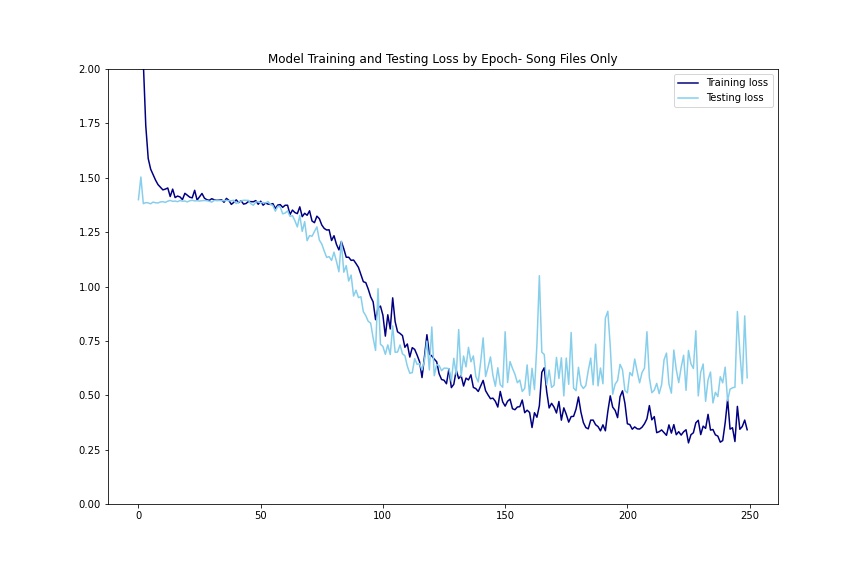 Model Training and Testing Loss by Epoch- Song Files Only
Training loss
Testing loss
2.00
1.75
1.50
1.25
1.00
0.75
0.50
0.25
0.00
0 50 100 150 200 250